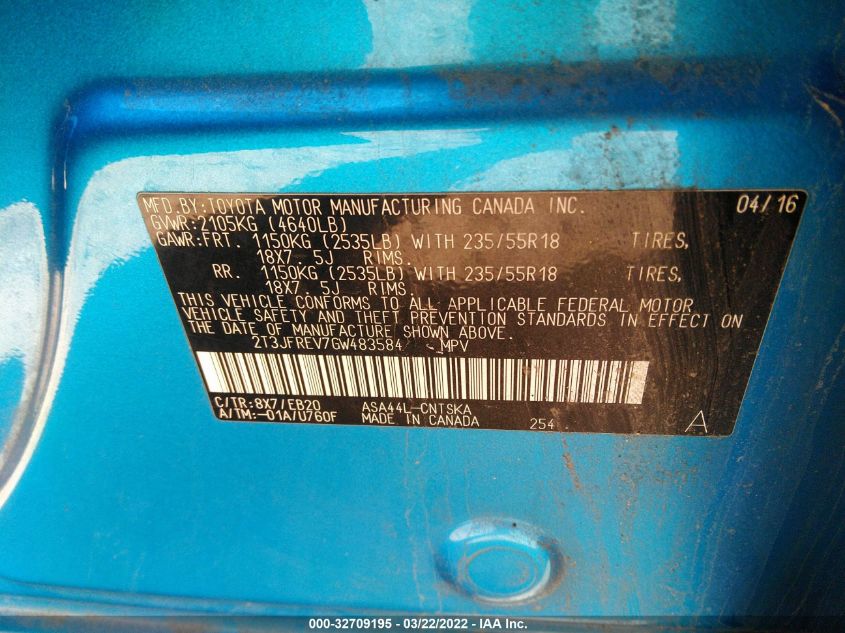 MFD.BY:TOYOTA MOTOR MANUFACTURING CANADA INC. 04/16
GVWR:2105KG (4640LB)
GAWR:FRT. 1150KG (2535LB) WITH 235/55R18 TIRES,
18X7. 5J RIMS.
RR. 1150KG (2535LB) WITH 235/55R18 TIRES,
18X7. 5J RIMS.
THIS VEHICLE CONFORMS TO ALL APPLICABLE FEDERAL MOTOR
VEHICLE SAFETY AND THEFT PREVENTION STANDARDS IN EFFECT ON
THE DATE OF MANUFACTURE SHOWN ABOVE.
2T3JFREV7GW483584 MPV
C/TR:8X7/EB20 ASA44L-CNTSKA
A/TM:-01A/U760F MADE IN CANADA 254 A
000-32709195 - 03/22/2022 - IAA Inc.